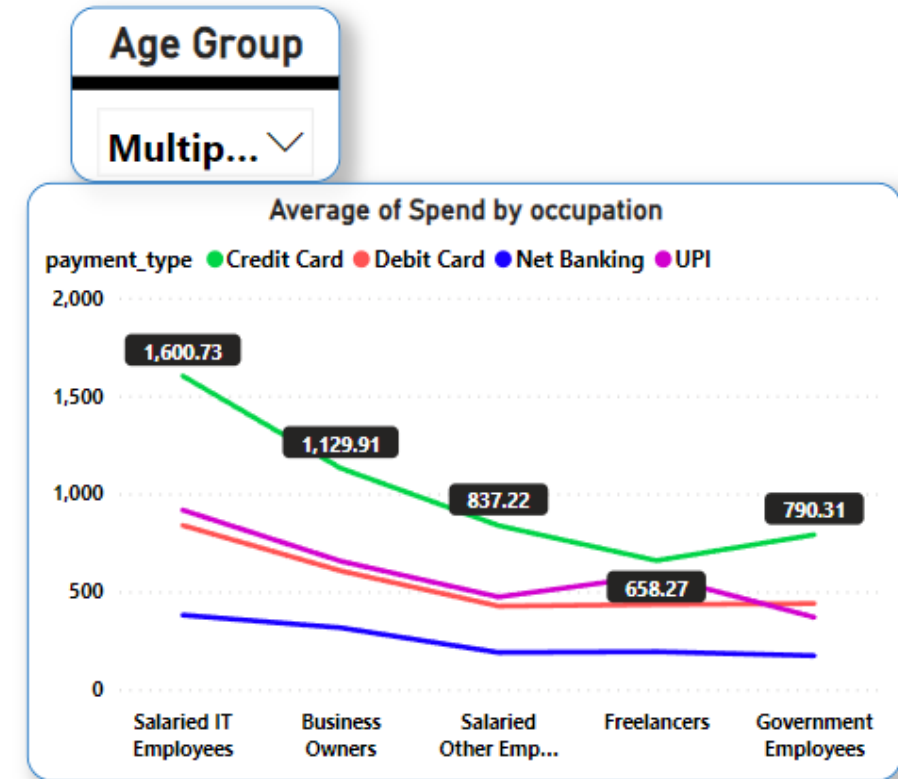 Age Group
Multip...
Average of Spend by occupation
payment_type Credit Card Debit Card Net Banking UPI
2,000
1,600.73
1,500
1,129.91
1,000
837.22
790.31
500
658.27
0
Salaried IT Employees
Business Owners
Salaried Other Emp...
Freelancers
Government Employees